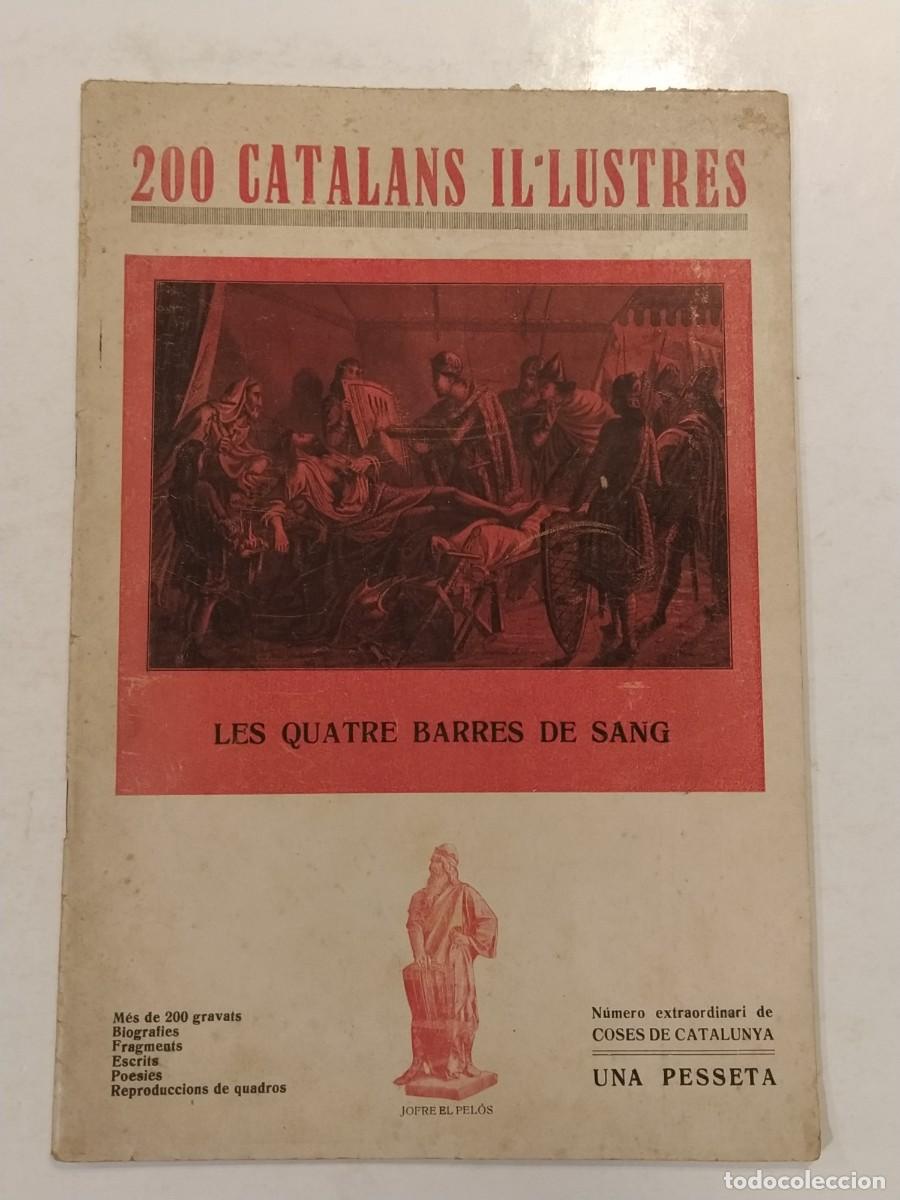 200 CATALANS IL·LUSTRES
LES QUATRE BARRES DE SANG
Més de 200 gravats
Biografies
Fragments
Escrits
Poesies
Reproduccions de quadros
JOFRE EL PELÓS
Número extraordinari de
COSES DE CATALUNYA
UNA PESSETA
todocoleccion